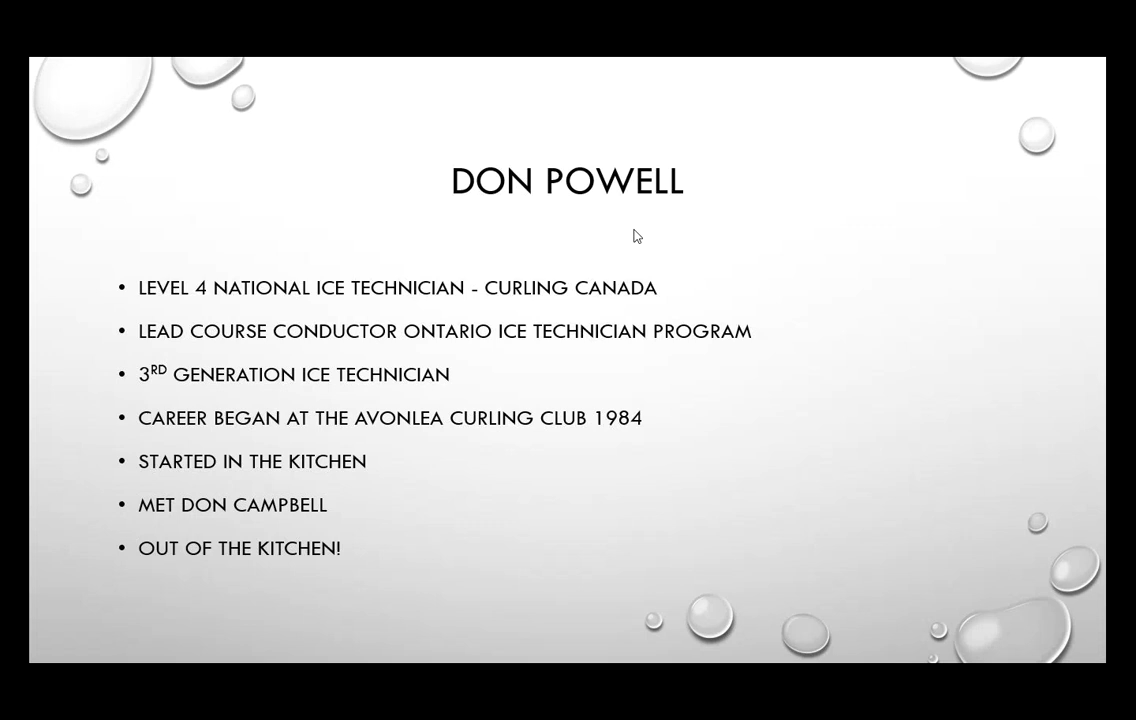 DON POWELL
• LEVEL 4 NATIONAL ICE TECHNICIAN - CURLING CANADA
• LEAD COURSE CONDUCTOR ONTARIO ICE TECHNICIAN PROGRAM
• 3RD GENERATION ICE TECHNICIAN
• CAREER BEGAN AT THE AVONLEA CURLING CLUB 1984
• STARTED IN THE KITCHEN
• MET DON CAMPBELL
• OUT OF THE KITCHEN!